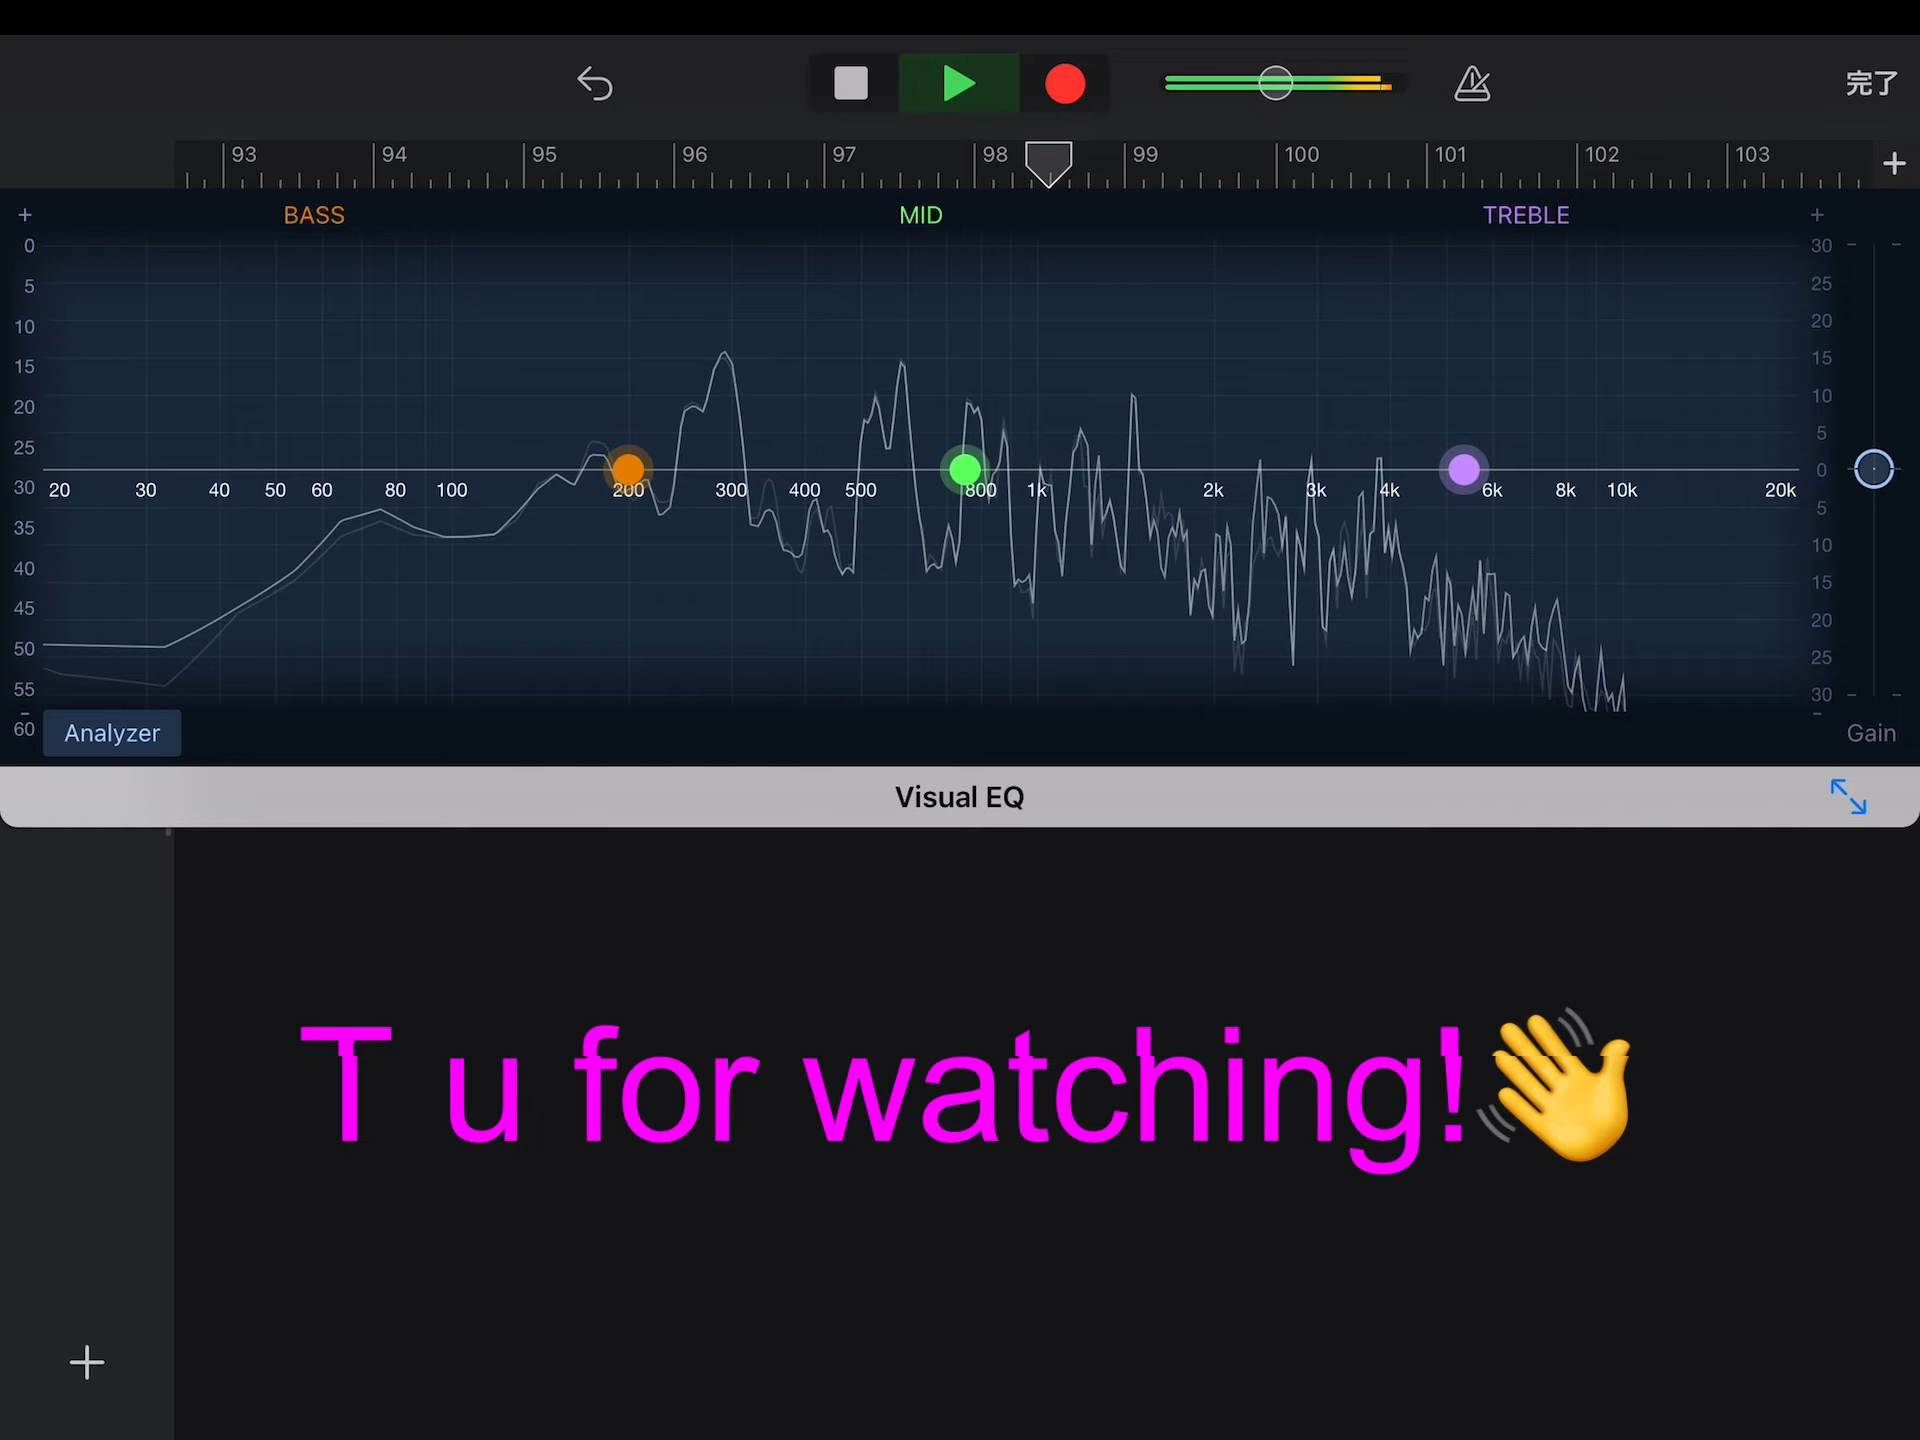 完了
93 94 95 96 97 98 99 100 101 102 103 +
+ BASS MID TREBLE +
0 30
5 25
10 20
15 15
20 10
25 5
0
30 20 30 40 50 60 80 100 200 300 400 500 800 1k 2k 3k 4k 6k 8k 10k 20k
35 5
40 10
45 15
50 20
25
55 30
60 Analyzer Gain
Visual EQ
T u for watching!👋
+